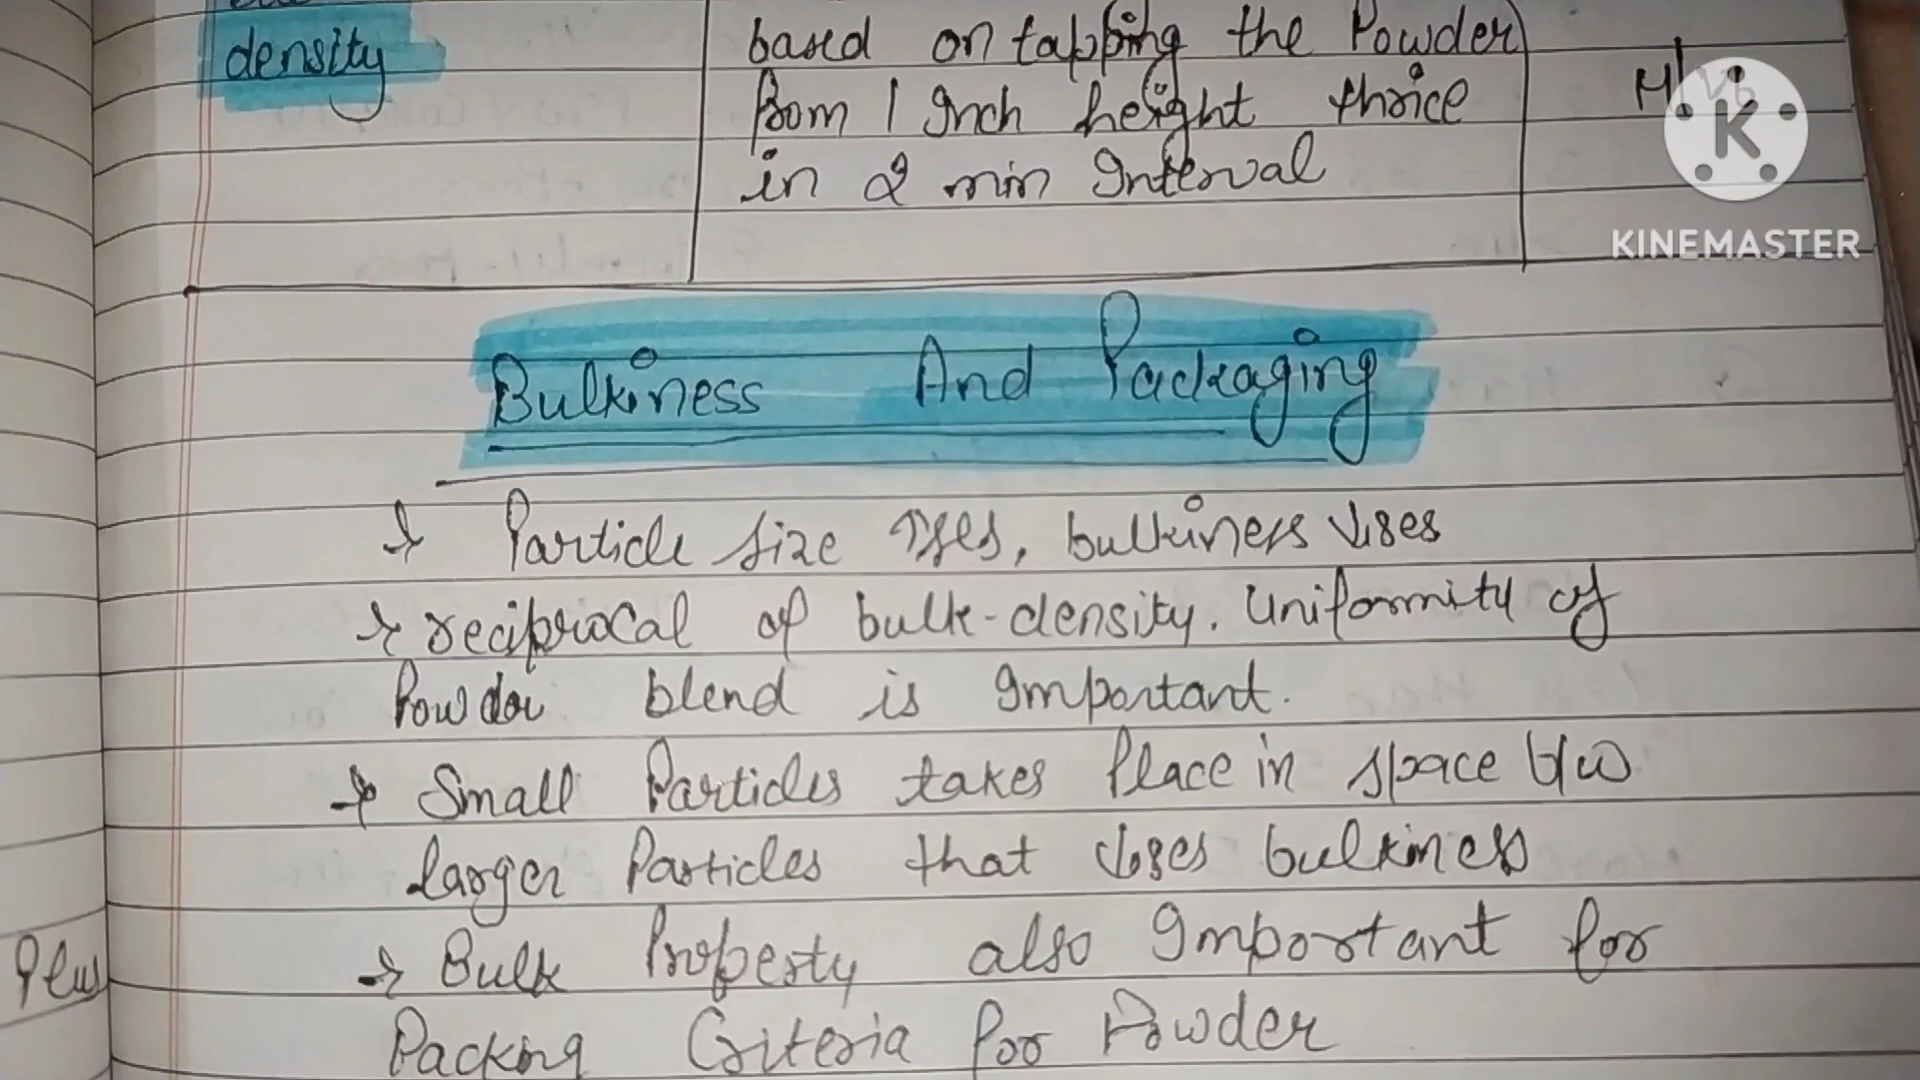 density
based on tapping the Powder
from 1 Inch height thrice
in 2 min Interval
M/Vb
K
KINEMASTER
Bulkiness And Packaging
→ Particle size ↑ses, bulkiness ↓ses
→ reciprocal of bulk-density. Uniformity of
Powder blend is Important.
→ Small Particles takes Place in space b/w
larger Particles that ↓ses bulkiness
→ Bulk Property also Important for
Plus
Packing Criteria for Powder